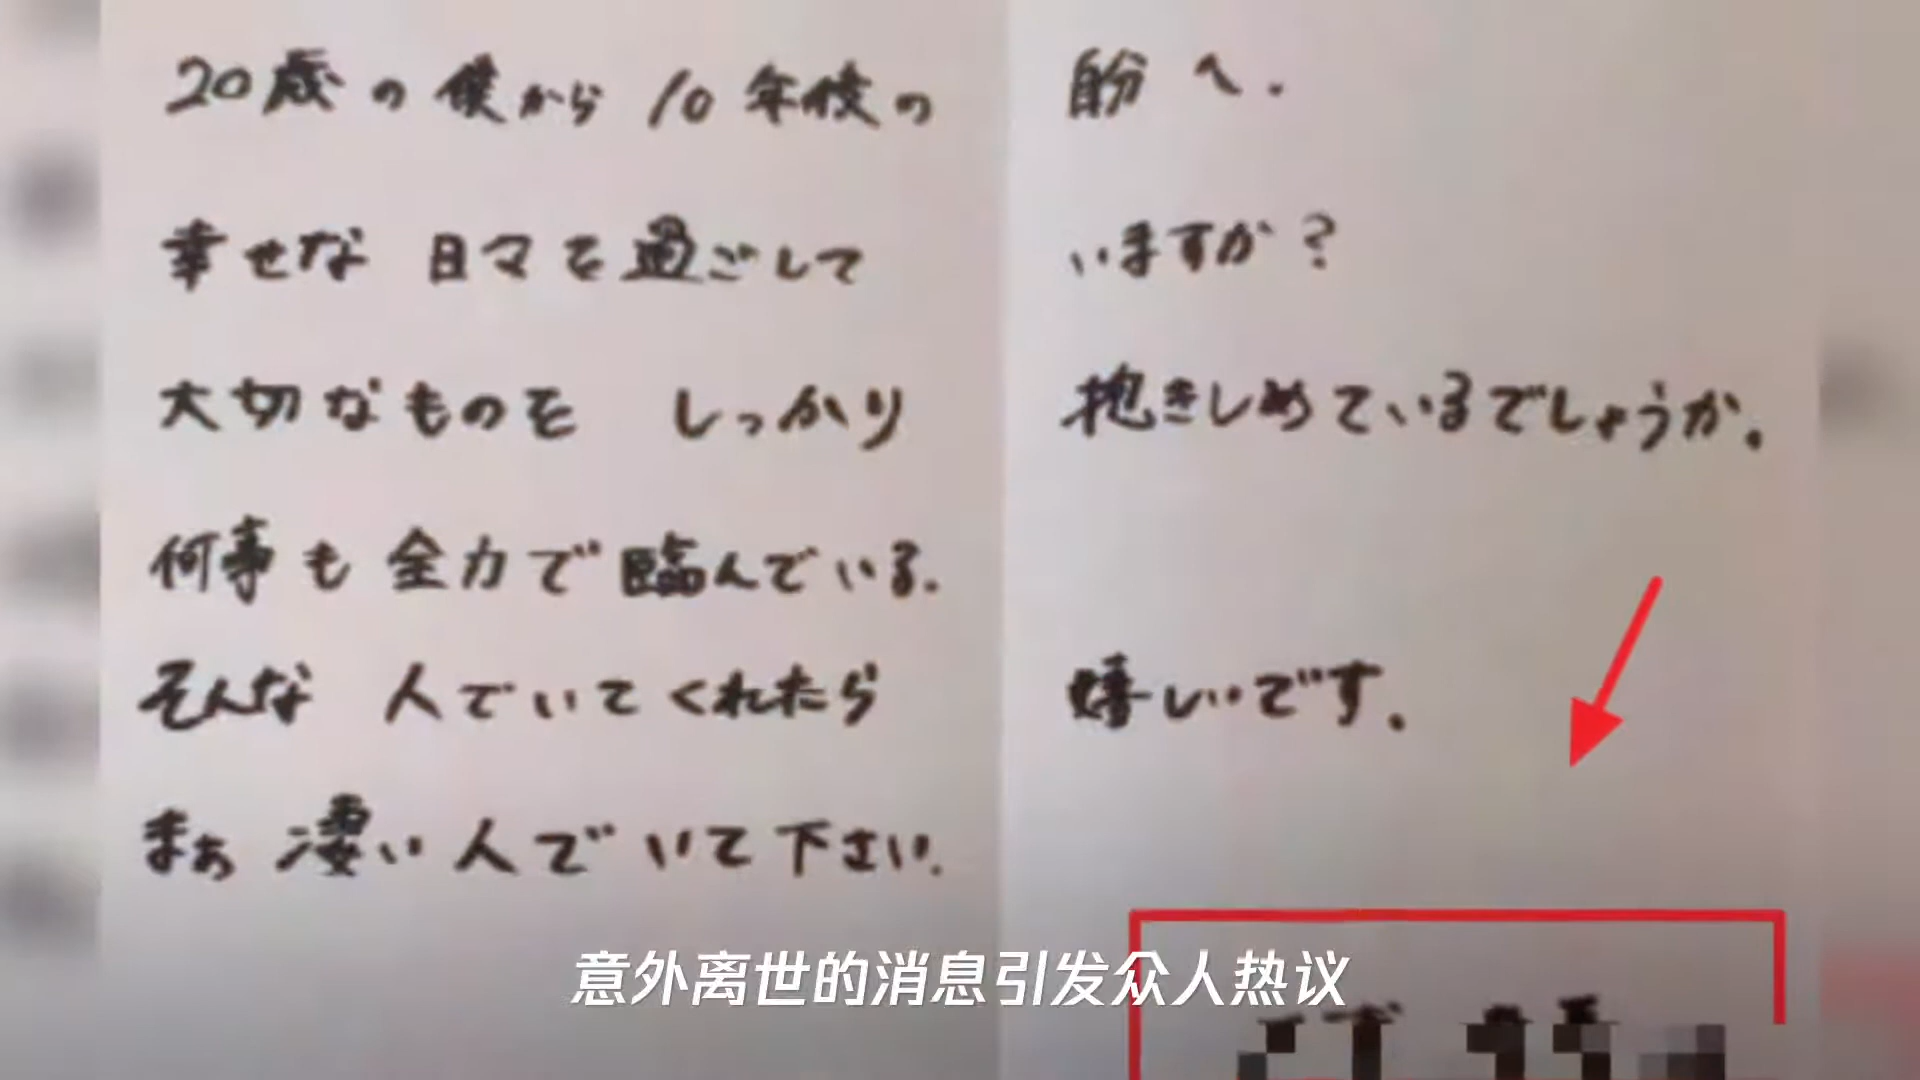 20歳の僕から10年後の自分へ.
幸せな日々を過ごしていますか?
大切なものをしっかり抱きしめているでしょうか.
何事も全力で臨んでいる.
そんな人でいてくれたら嬉しいです.
まぁ凄い人でいて下さい.
意外离世的消息引发众人热议